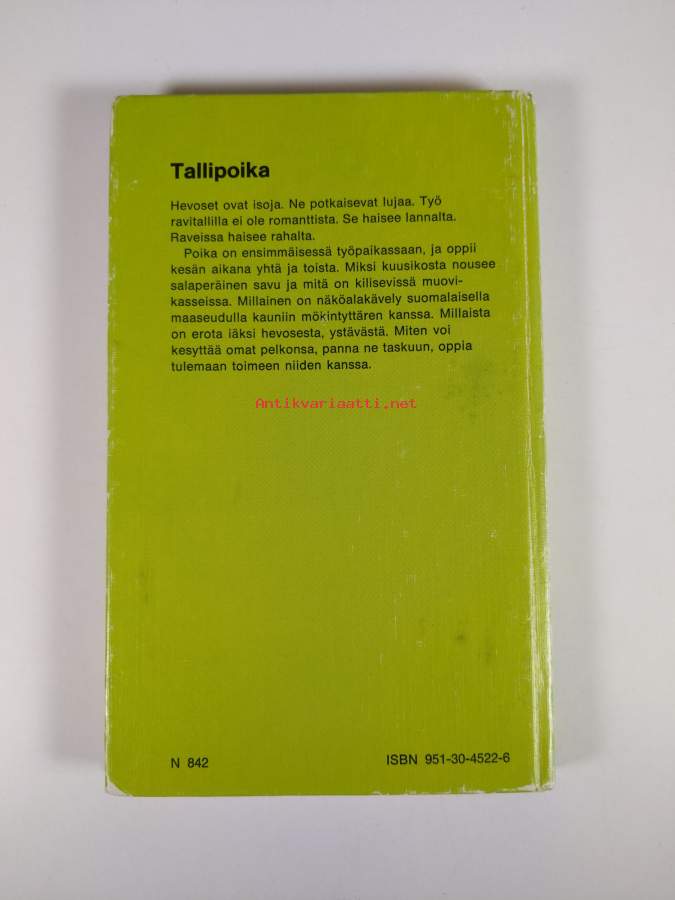 Tallipoika
Hevoset ovat isoja. Ne potkaisevat lujaa. Työ
ravitallilla ei ole romanttista. Se haisee lannalta.
Raveissa haisee rahalta.
Poika on ensimmäisessä työpaikassaan, ja oppii
kesän aikana yhtä ja toista. Miksi kuusikosta nousee
salaperäinen savu ja mitä on kilisevissä muovi-
kasseissa. Millainen on näköalakävely suomalaisella
maaseudulla kauniin mökintyttären kanssa. Millaista
on erota iäksi hevosesta, ystävästä. Miten voi
kesyttää omat pelkonsa, panna ne taskuun, oppia
tulemaan toimeen niiden kanssa.
Antikvariaatti.net
N 842
ISBN 951-30-4522-6